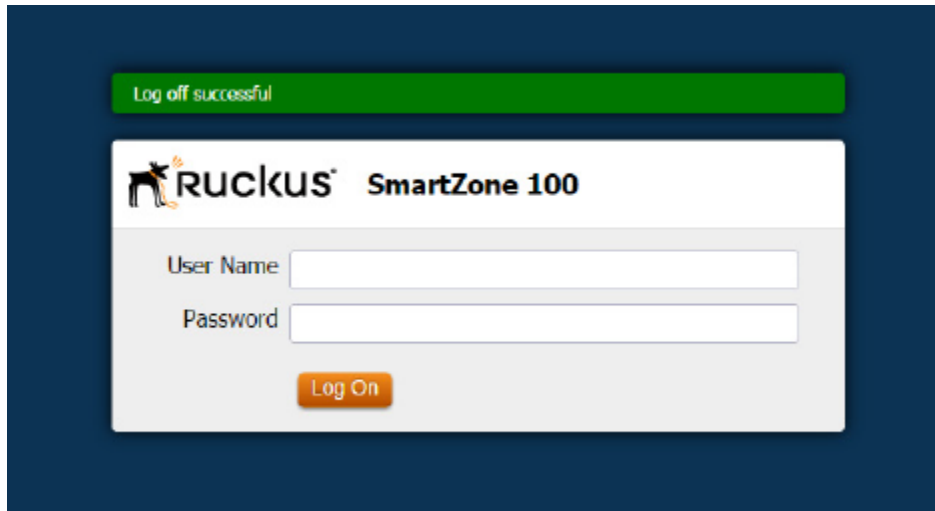 Log off successful
RUCKUS SmartZone 100
User Name
Password
Log On